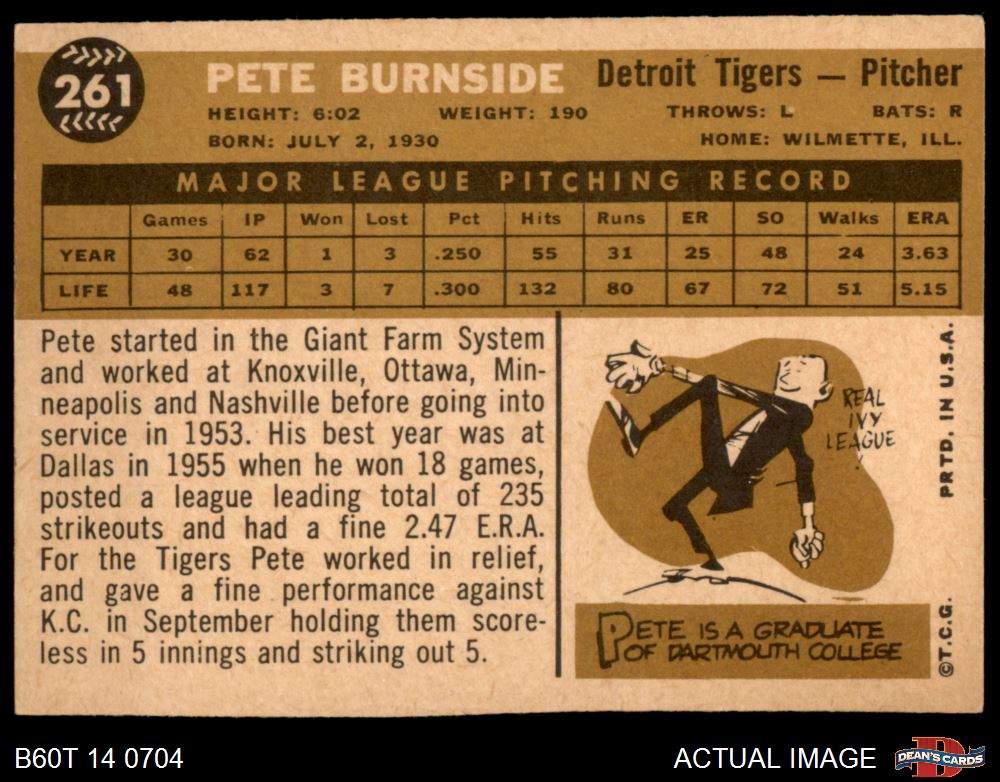 261
PETE BURNSIDE Detroit Tigers — Pitcher
HEIGHT: 6:02 WEIGHT: 190 THROWS: L BATS: R
BORN: JULY 2, 1930 HOME: WILMETTE, ILL.
MAJOR LEAGUE PITCHING RECORD
Games IP Won Lost Pct Hits Runs ER SO Walks ERA
YEAR 30 62 1 3 .250 55 31 25 48 24 3.63
LIFE 48 117 3 7 .300 132 80 67 72 51 5.15
Pete started in the Giant Farm System
and worked at Knoxville, Ottawa, Min-
neapolis and Nashville before going into
service in 1953. His best year was at
Dallas in 1955 when he won 18 games,
posted a league leading total of 235
strikeouts and had a fine 2.47 E.R.A.
For the Tigers Pete worked in relief,
and gave a fine performance against
K.C. in September holding them score-
less in 5 innings and striking out 5.
REAL
IVY
LEAGUE
!
PETE IS A GRADUATE
OF DARTMOUTH COLLEGE
©T.C.G. PRTD. IN U.S.A.
B60T 14 0704 ACTUAL IMAGE
D
DEAN'S CARDS